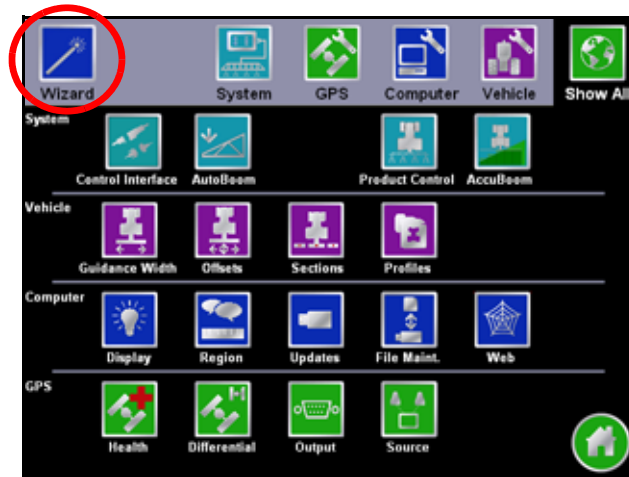 Wizard System GPS Computer Vehicle Show All
System
Control Interface AutoBoom Product Control AccuBoom
Vehicle
Guidance Width Offsets Sections Profiles
Computer
Display Region Updates File Maint. Web
GPS
Health Differential Output Source